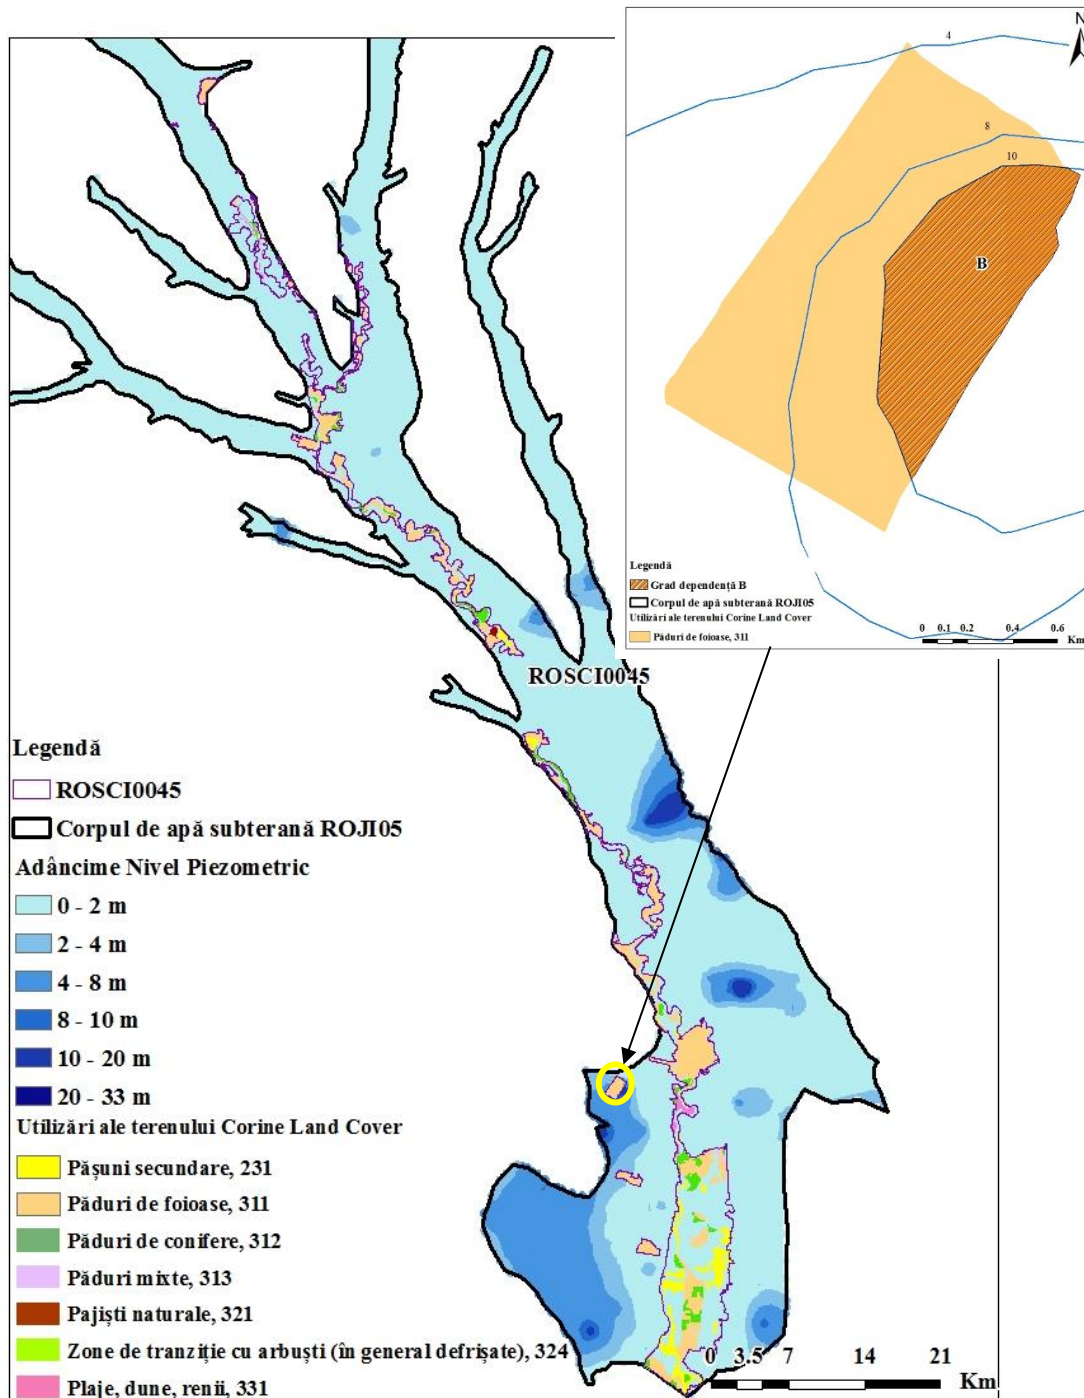 N
4
8
10
B
Legendă
Grad dependență B
Corpul de apă subterană ROJI05
Utilizări ale terenului Corine Land Cover
Păduri de foioase, 311
0 0.1 0.2 0.4 0.6
Km
ROSCI0045
Legendă
ROSCI0045
Corpul de apă subterană ROJI05
Adâncime Nivel Piezometric
0 - 2 m
2 - 4 m
4 - 8 m
8 - 10 m
10 - 20 m
20 - 33 m
Utilizări ale terenului Corine Land Cover
Pășuni secundare, 231
Păduri de foioase, 311
Păduri de conifere, 312
Păduri mixte, 313
Pajiști naturale, 321
Zone de tranziție cu arbuști (în general defrișate), 324
Plaje, dune, renii, 331
0 3.5 7 14 21
Km